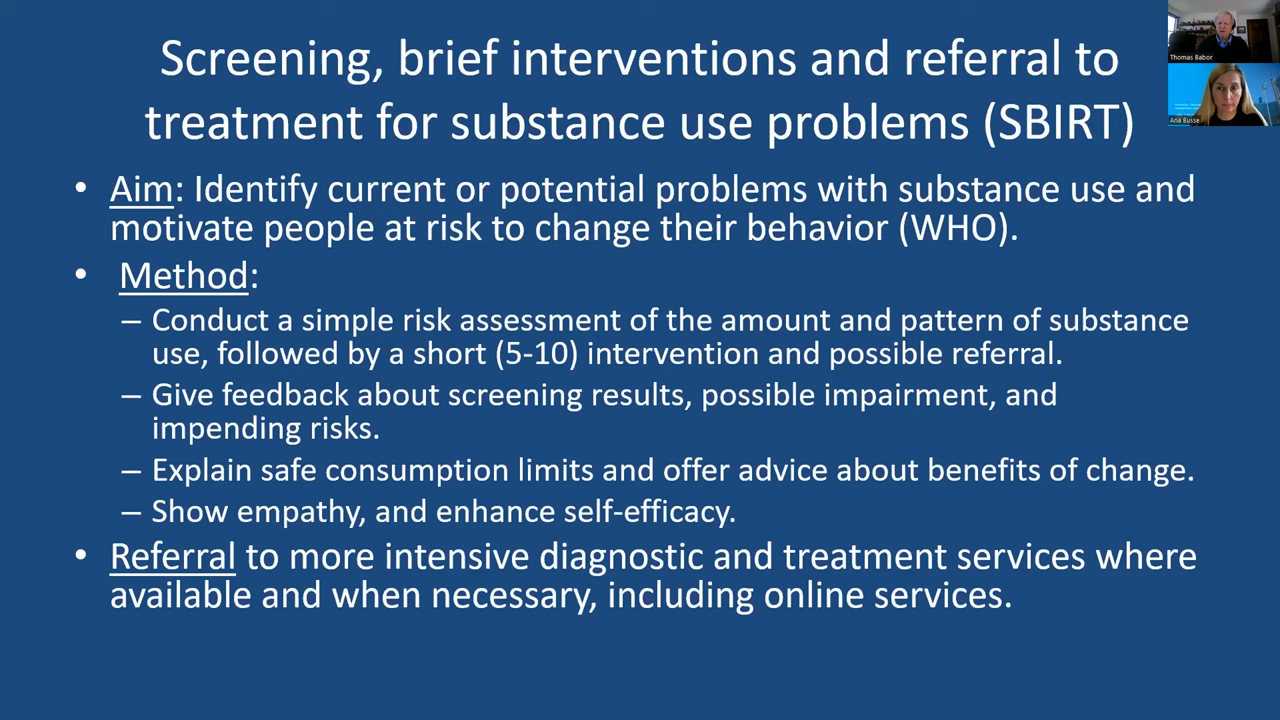 Screening, brief interventions and referral to
treatment for substance use problems (SBIRT)
• Aim: Identify current or potential problems with substance use and
motivate people at risk to change their behavior (WHO).
• Method:
– Conduct a simple risk assessment of the amount and pattern of substance
use, followed by a short (5-10) intervention and possible referral.
– Give feedback about screening results, possible impairment, and
impending risks.
– Explain safe consumption limits and offer advice about benefits of change.
– Show empathy, and enhance self-efficacy.
• Referral to more intensive diagnostic and treatment services where
available and when necessary, including online services.
Thomas Babor
Ana Busse